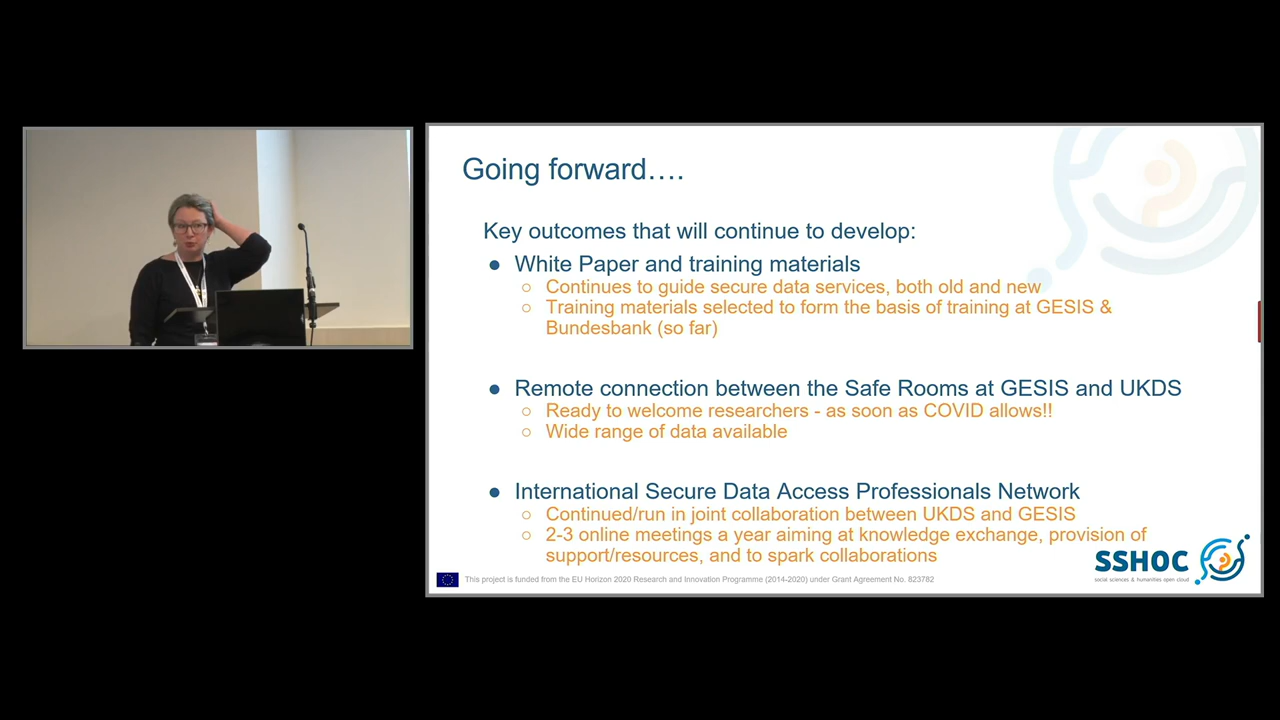 Going forward….
Key outcomes that will continue to develop:
● White Paper and training materials
○ Continues to guide secure data services, both old and new
○ Training materials selected to form the basis of training at GESIS &
Bundesbank (so far)
● Remote connection between the Safe Rooms at GESIS and UKDS
○ Ready to welcome researchers - as soon as COVID allows!!
○ Wide range of data available
● International Secure Data Access Professionals Network
○ Continued/run in joint collaboration between UKDS and GESIS
○ 2-3 online meetings a year aiming at knowledge exchange, provision of
support/resources, and to spark collaborations
SSHOC
social sciences & humanities open cloud
This project is funded from the EU Horizon 2020 Research and Innovation Programme (2014-2020) under Grant Agreement No. 823782